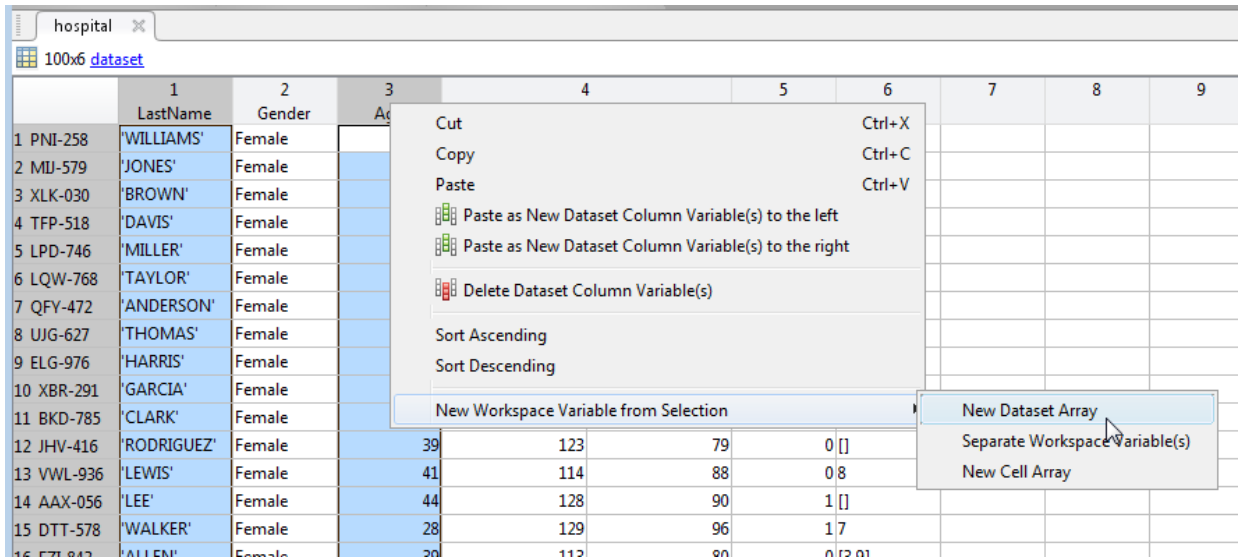 hospital
100x6 dataset
1 2 3 4 5 6 7 8 9
LastName Gender
1 PNI-258 'WILLIAMS' Female
2 MIJ-579 'JONES' Female
3 XLK-030 'BROWN' Female
4 TFP-518 'DAVIS' Female
5 LPD-746 'MILLER' Female
6 LQW-768 'TAYLOR' Female
7 QFY-472 'ANDERSON' Female
8 UJG-627 'THOMAS' Female
9 ELG-976 'HARRIS' Female
10 XBR-291 'GARCIA' Female
11 BKD-785 'CLARK' Female
12 JHV-416 'RODRIGUEZ' Female 39 123 79 0 []
13 VWL-936 'LEWIS' Female 41 114 88 0 8
14 AAX-056 'LEE' Female 44 128 90 1 []
15 DTT-578 'WALKER' Female 28 129 96 1 7
Cut Ctrl+X
Copy Ctrl+C
Paste Ctrl+V
Paste as New Dataset Column Variable(s) to the left
Paste as New Dataset Column Variable(s) to the right
Delete Dataset Column Variable(s)
Sort Ascending
Sort Descending
New Workspace Variable from Selection
New Dataset Array
Separate Workspace Variable(s)
New Cell Array